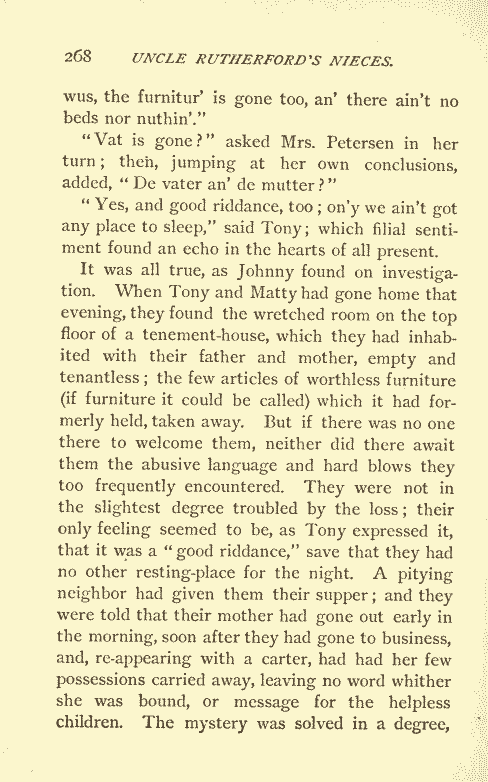 268 UNCLE RUTHERFORD'S NIECES.
wus, the furnitur' is gone too, an' there ain't no
beds nor nuthin'."
"Vat is gone?" asked Mrs. Petersen in her
turn; then, jumping at her own conclusions,
added, "De vater an' de mutter?"
"Yes, and good riddance, too; on'y we ain't got
any place to sleep," said Tony; which filial senti-
ment found an echo in the hearts of all present.
It was all true, as Johnny found on investiga-
tion. When Tony and Matty had gone home that
evening, they found the wretched room on the top
floor of a tenement-house, which they had inhab-
ited with their father and mother, empty and
tenantless; the few articles of worthless furniture
(if furniture it could be called) which it had for-
merly held, taken away. But if there was no one
there to welcome them, neither did there await
them the abusive language and hard blows they
too frequently encountered. They were not in
the slightest degree troubled by the loss; their
only feeling seemed to be, as Tony expressed it,
that it was a "good riddance," save that they had
no other resting-place for the night. A pitying
neighbor had given them their supper; and they
were told that their mother had gone out early in
the morning, soon after they had gone to business,
and, re-appearing with a carter, had had her few
possessions carried away, leaving no word whither
she was bound, or message for the helpless
children. The mystery was solved in a degree,